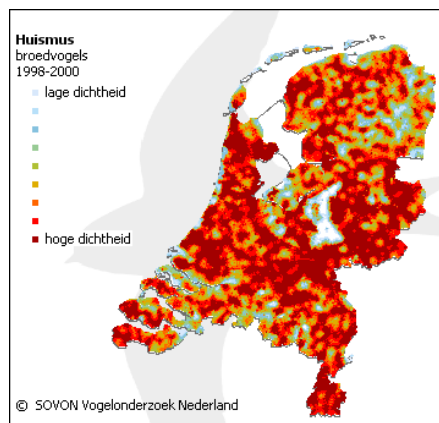 Huismus
broedvogels
1998-2000
lage dichtheid
hoge dichtheid
© SOVON Vogelonderzoek Nederland